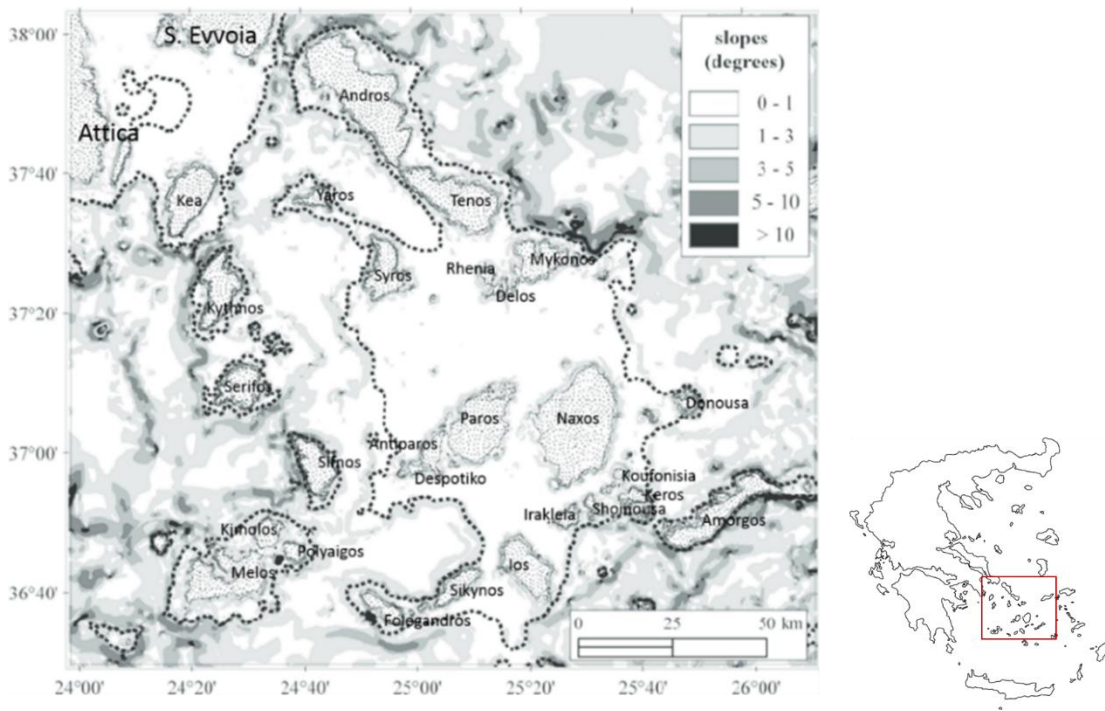 38°00'
S. Evvoia
slopes
(degrees)
0 - 1
1 - 3
3 - 5
5 - 10
> 10
Andros
Attica
37°40'
Kea
Yaros
Tenos
Rhenia
Mykonos
Syros
Delos
Kythnos
37°20'
Serifos
Donousa
Paros
Naxos
Antiparos
37°00'
Sifnos
Despotiko
Koufonisia
Keros
Irakleia
Shoinousa
Amorgos
Kimolos
Polyaigos
Melos
Ios
36°40'
Sikynos
Folegandros
0 25 50 km
24°00' 24°20' 24°40' 25°00' 25°20' 25°40' 26°00'